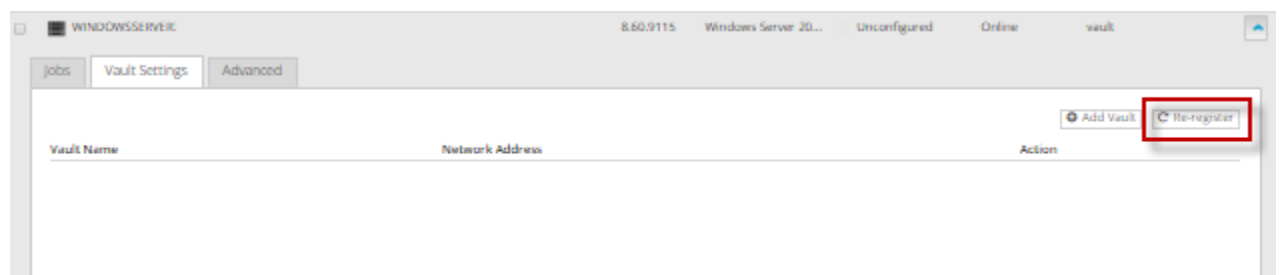 WINDOWSSERVER. 8.60.9115 Windows Server 20... Unconfigured Online vault
Jobs Vault Settings Advanced
Add Vault Re-register
Vault Name Network Address Action